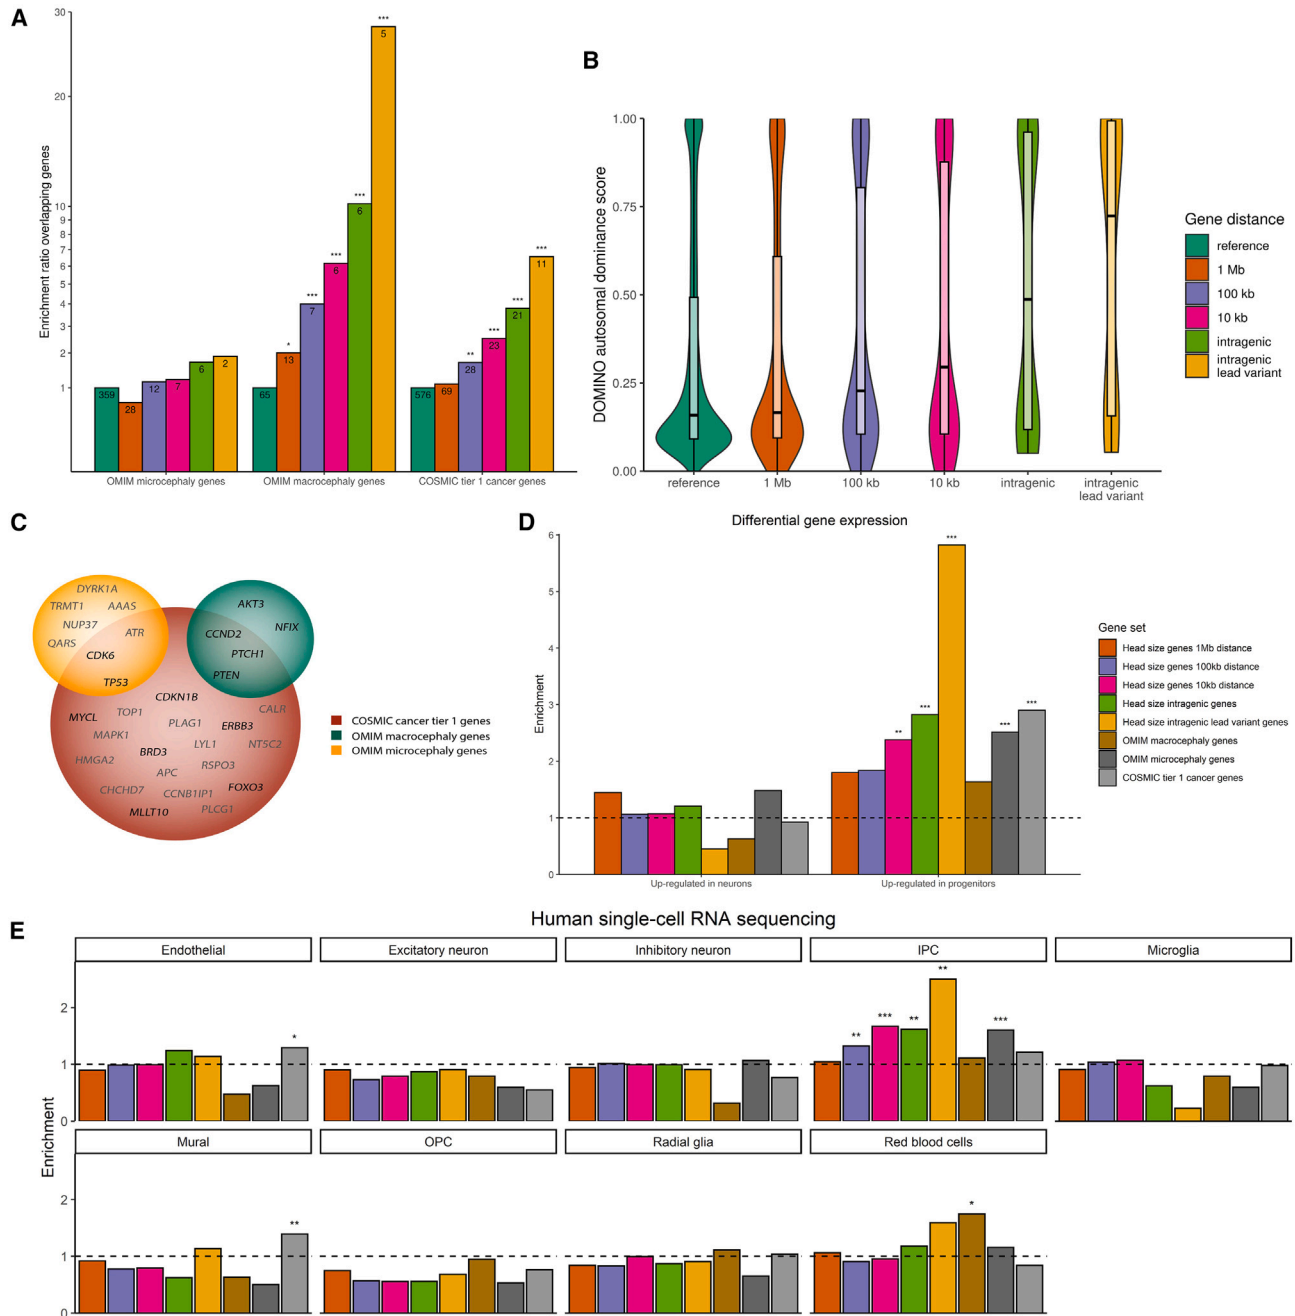 A
Enrichment ratio overlapping genes
30
20
10
9
8
7
6
5
4
3
2
1
359
28
12
7
6
2
65
*
13
***
7
***
6
***
6
***
5
576
69
**
28
***
23
***
21
***
11
OMIM microcephaly genes
OMIM macrocephaly genes
COSMIC tier 1 cancer genes
B
DOMINO autosomal dominance score
1.00
0.75
0.50
0.25
0.00
reference
1 Mb
100 kb
10 kb
intragenic
intragenic
lead variant
Gene distance
reference
1 Mb
100 kb
10 kb
intragenic
intragenic
lead variant
C
DYRK1A
TRMT1
AAAS
NUP37
ATR
QARS
CDK6
TP53
AKT3
NFIX
CCND2
PTCH1
PTEN
CDKN1B
CALR
MYCL
TOP1
PLAG1
ERBB3
MAPK1
LYL1
NT5C2
BRD3
HMGA2
RSPO3
APC
CHCHD7
CCNB1IP1
FOXO3
MLLT10
PLCG1
COSMIC cancer tier 1 genes
OMIM macrocephaly genes
OMIM microcephaly genes
D
Differential gene expression
Enrichment
6
5
4
3
2
1
0
**
***
***
***
***
Up-regulated in neurons
Up-regulated in progenitors
Gene set
Head size genes 1Mb distance
Head size genes 100kb distance
Head size genes 10kb distance
Head size intragenic genes
Head size intragenic lead variant genes
OMIM macrocephaly genes
OMIM microcephaly genes
COSMIC tier 1 cancer genes
E
Human single-cell RNA sequencing
Enrichment
Endothelial
Excitatory neuron
Inhibitory neuron
IPC
Microglia
2
1
0
*
**
***
**
**
***
Mural
OPC
Radial glia
Red blood cells
2
1
0
**
*